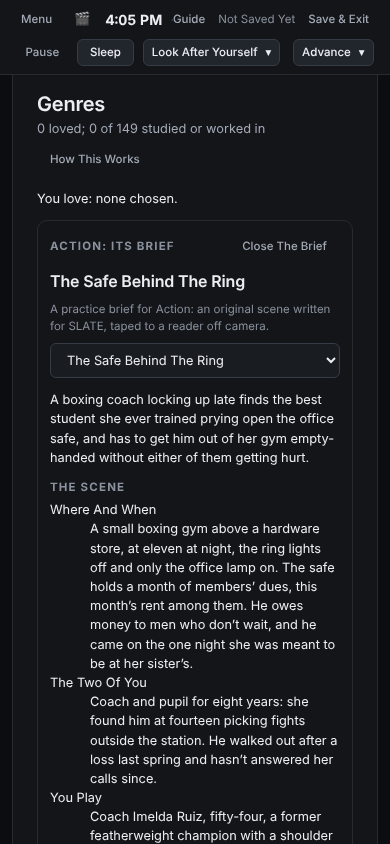 Menu 🎬 4:05 PM Guide Not Saved Yet Save & Exit
Pause Sleep Look After Yourself ▾ Advance ▾
Genres
0 loved; 0 of 149 studied or worked in
How This Works
You love: none chosen.
ACTION: ITS BRIEF Close The Brief
The Safe Behind The Ring
A practice brief for Action: an original scene written
for SLATE, taped to a reader off camera.
The Safe Behind The Ring
A boxing coach locking up late finds the best
student she ever trained prying open the office
safe, and has to get him out of her gym empty-
handed without either of them getting hurt.
THE SCENE
Where And When
A small boxing gym above a hardware
store, at eleven at night, the ring lights
off and only the office lamp on. The safe
holds a month of members’ dues, this
month’s rent among them. He owes
money to men who don’t wait, and he
came on the one night she was meant to
be at her sister’s.
The Two Of You
Coach and pupil for eight years: she
found him at fourteen picking fights
outside the station. He walked out after a
loss last spring and hasn’t answered her
calls since.
You Play
Coach Imelda Ruiz, fifty-four, a former
featherweight champion with a shoulder